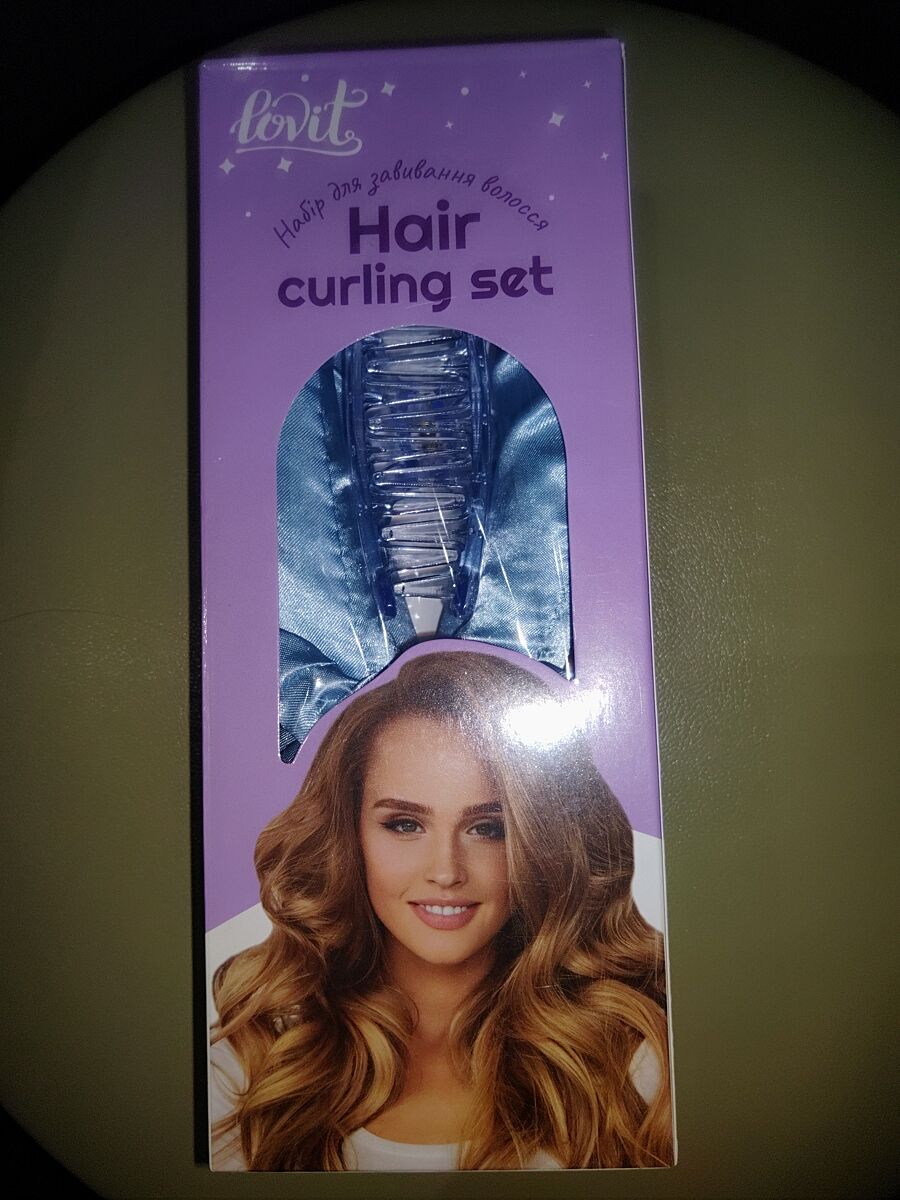 lovit
Набір для завивання волосся
Hair
curling set